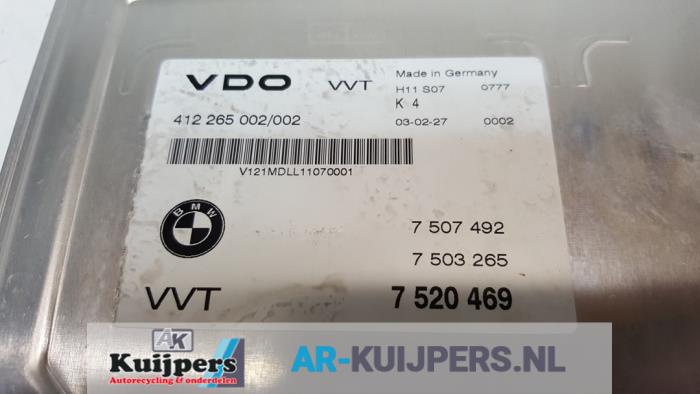 VDO VVT Made in Germany
H11 S07 0777
K 4
412 265 002/002 03-02-27 0002
V121MDLL11070001
BMW
7 507 492
7 503 265
VVT 7 520 469
AK
Kuijpers
Autorecycling & onderdelen
AR-KUIJPERS.NL